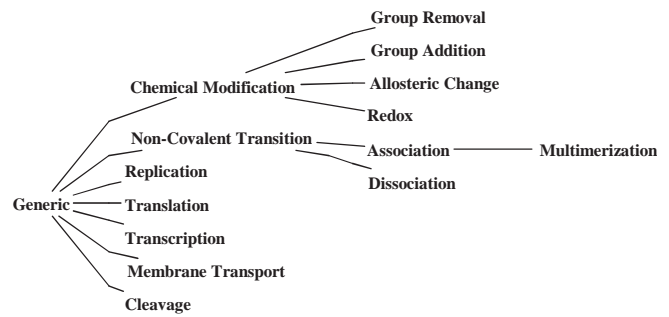 Group Removal
Group Addition
Chemical Modification
Allosteric Change
Redox
Non-Covalent Transition
Association
Multimerization
Replication
Dissociation
Generic
Translation
Transcription
Membrane Transport
Cleavage